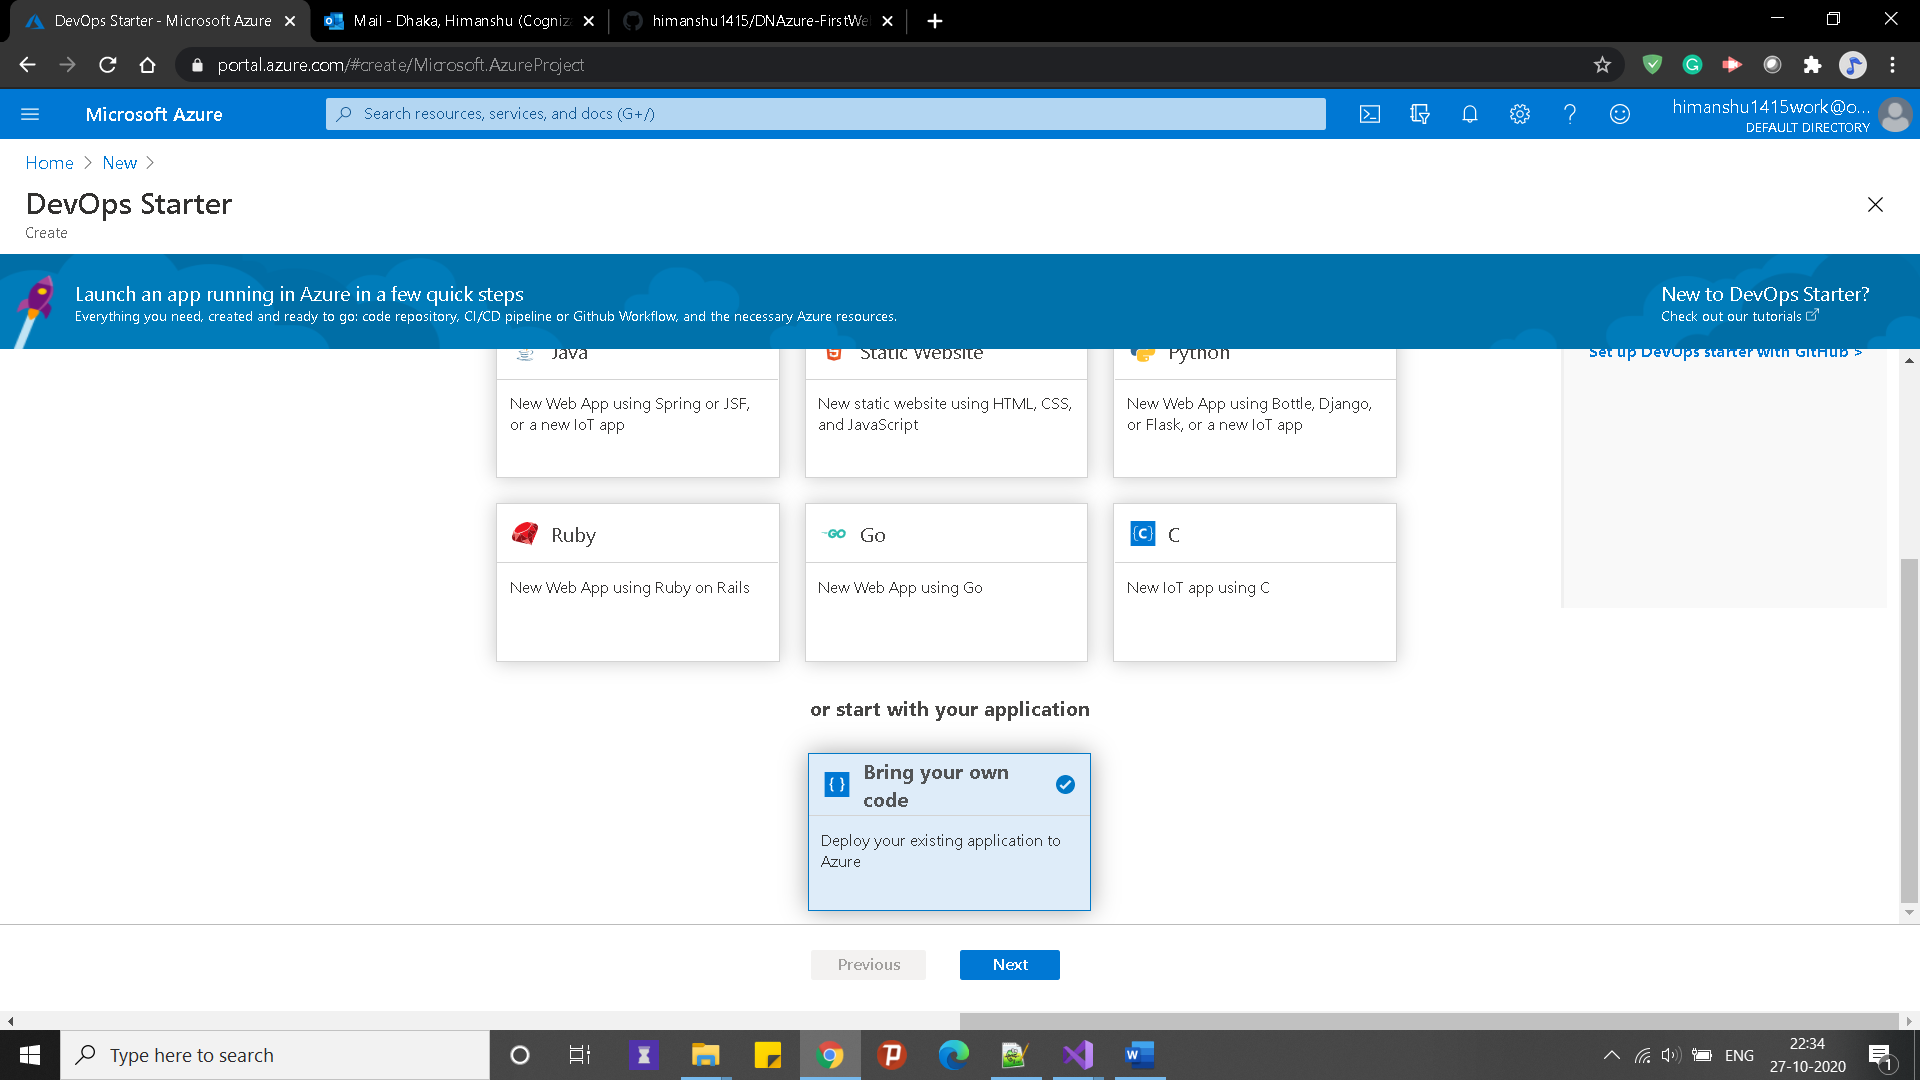 DevOps Starter - Microsoft Azure
Mail - Dhaka, Himanshu (Cogniz
himanshu1415/DNAzure-FirstWe
portal.azure.com/#create/Microsoft.AzureProject
Microsoft Azure
Search resources, services, and docs (G+/)
himanshu1415work@o...
DEFAULT DIRECTORY
Home > New >
DevOps Starter
Create
Launch an app running in Azure in a few quick steps
Everything you need, created and ready to go: code repository, CI/CD pipeline or Github Workflow, and the necessary Azure resources.
New to DevOps Starter?
Check out our tutorials
Java
Static Website
Python
Set up DevOps starter with GitHub >
New Web App using Spring or JSF,
or a new IoT app
New static website using HTML, CSS,
and JavaScript
New Web App using Bottle, Django,
or Flask, or a new IoT app
Ruby
Go
C
New Web App using Ruby on Rails
New Web App using Go
New IoT app using C
or start with your application
Bring your own
code
Deploy your existing application to
Azure
Previous
Next
Type here to search
ENG
22:34
27-10-2020
1